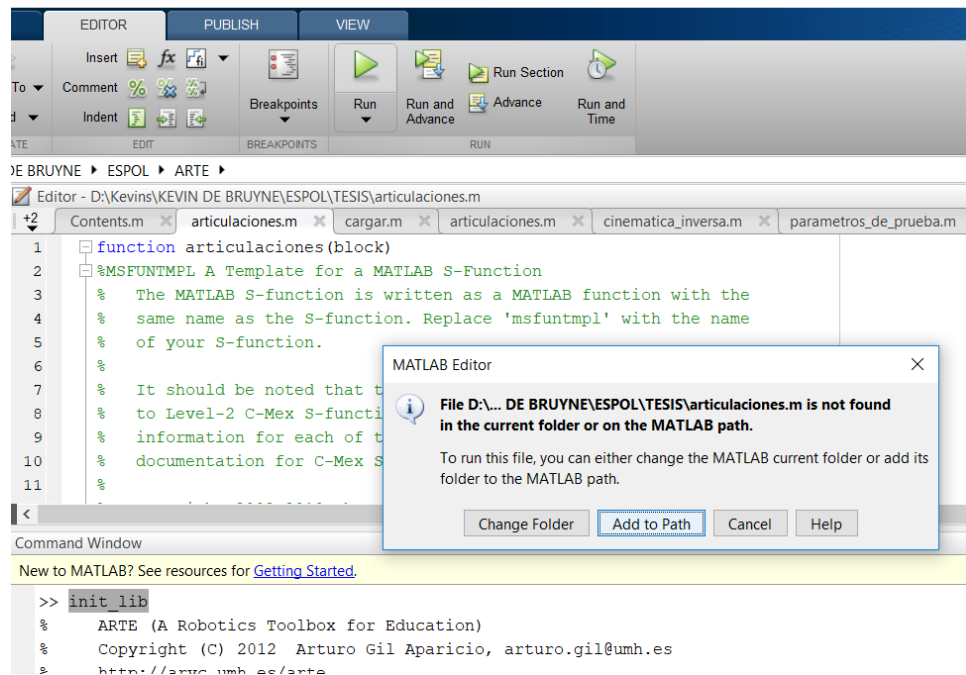 EDITOR PUBLISH VIEW
Insert fx fi
To Comment % %
Indent
Breakpoints Run Run and Advance Run Section Advance Run and Time
EDIT BREAKPOINTS RUN
DE BRUYNE ▶ ESPOL ▶ ARTE ▶
Editor - D:\Kevins\KEVIN DE BRUYNE\ESPOL\TESIS\articulaciones.m
+2 Contents.m articulaciones.m cargar.m articulaciones.m cinematica_inversa.m parametros_de_prueba.m
1 function articulaciones(block)
2 %MSFUNTMPL A Template for a MATLAB S-Function
3 % The MATLAB S-function is written as a MATLAB function with the
4 % same name as the S-function. Replace 'msfuntmpl' with the name
5 % of your S-function.
6 %
7 % It should be noted that t
8 % to Level-2 C-Mex S-functi
9 % information for each of t
10 % documentation for C-Mex S
11 %
MATLAB Editor
File D:\... DE BRUYNE\ESPOL\TESIS\articulaciones.m is not found
in the current folder or on the MATLAB path.
To run this file, you can either change the MATLAB current folder or add its
folder to the MATLAB path.
Change Folder Add to Path Cancel Help
Command Window
New to MATLAB? See resources for Getting Started.
>> init_lib
% ARTE (A Robotics Toolbox for Education)
% Copyright (C) 2012 Arturo Gil Aparicio, arturo.gil@umh.es
% http://arvc.umh.es/arte